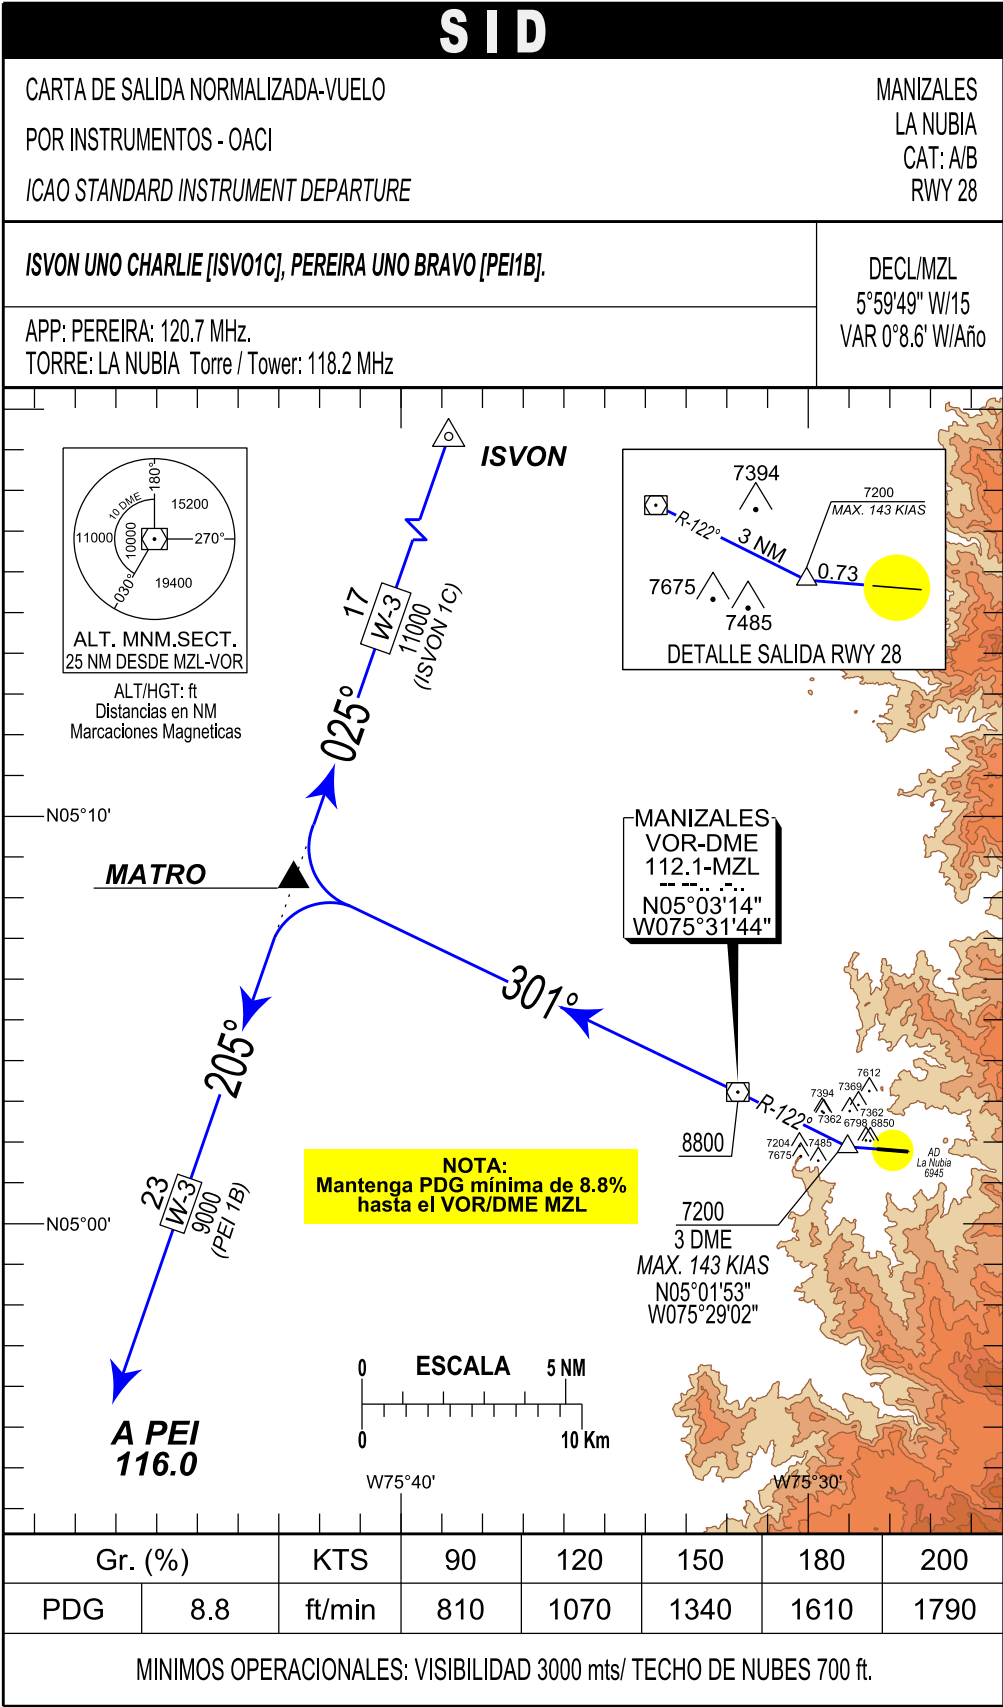 SID
CARTA DE SALIDA NORMALIZADA-VUELO
POR INSTRUMENTOS - OACI
ICAO STANDARD INSTRUMENT DEPARTURE
MANIZALES
LA NUBIA
CAT: A/B
RWY 28
ISVON UNO CHARLIE [ISVO1C], PEREIRA UNO BRAVO [PEI1B].
APP: PEREIRA: 120.7 MHz.
TORRE: LA NUBIA Torre / Tower: 118.2 MHz
DECL/MZL
5°59'49" W/15
VAR 0°8.6' W/Año
180°
10 DME
15200
11000
10000
270°
030°
19400
ALT. MNM.SECT.
25 NM DESDE MZL-VOR
ALT/HGT: ft
Distancias en NM
Marcaciones Magneticas
ISVON
17
W-3
11000
(ISVON 1C)
025°
7394
7200
MAX. 143 KIAS
R-122°
3 NM
0.73
7675
7485
DETALLE SALIDA RWY 28
N05°10'
MATRO
MANIZALES
VOR-DME
112.1-MZL
N05°03'14"
W075°31'44"
301°
205°
R-122°
7612
7394
7369
7362
7362
6798
6850
7204
7485
7675
AD
La Nubia
6945
8800
NOTA:
Mantenga PDG mínima de 8.8%
hasta el VOR/DME MZL
23
W-3
9000
(PEI 1B)
N05°00'
7200
3 DME
MAX. 143 KIAS
N05°01'53"
W075°29'02"
0 ESCALA 5 NM
0 10 Km
A PEI
116.0
W75°40'
W75°30'
Gr. (%) KTS 90 120 150 180 200
PDG 8.8 ft/min 810 1070 1340 1610 1790
MINIMOS OPERACIONALES: VISIBILIDAD 3000 mts/ TECHO DE NUBES 700 ft.